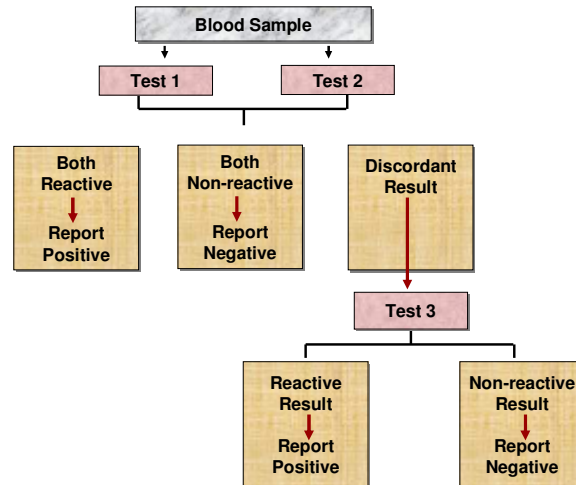 Blood Sample
Test 1
Test 2
Both
Reactive
Report
Positive
Both
Non-reactive
Report
Negative
Discordant
Result
Test 3
Reactive
Result
Report
Positive
Non-reactive
Result
Report
Negative